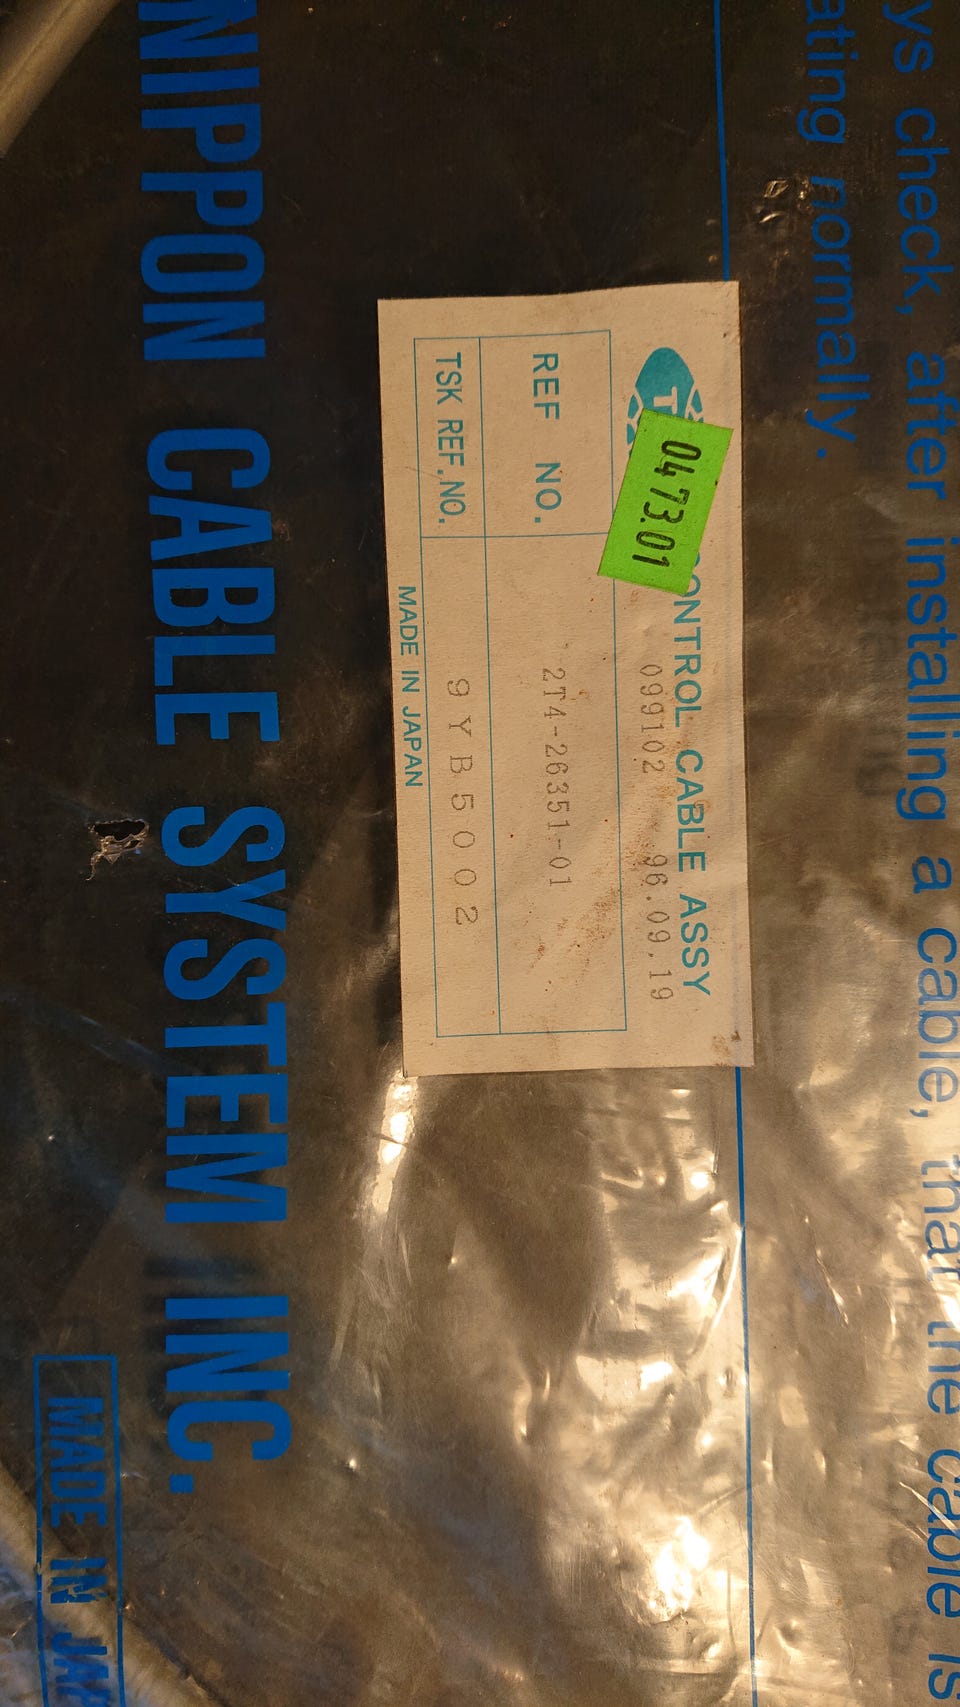 ys check, after installing a cable, that the cable is
ating normally.
0473.01
CONTROL CABLE ASSY
099102 96.09.19
REF NO. 2T4-26351-01
TSK REF.NO. 9YB5002
MADE IN JAPAN
NIPPON CABLE SYSTEM INC.
MADE IN JAP